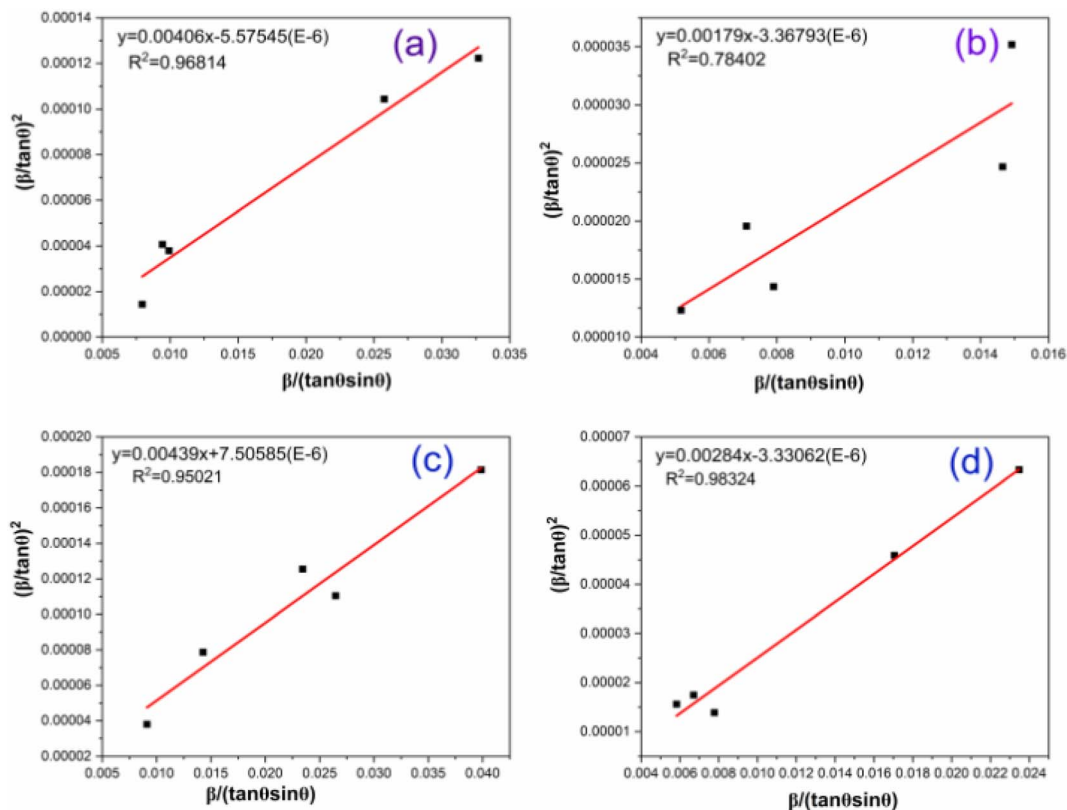 y=0.00406x-5.57545(E-6)
R²=0.96814
(a)
(β/tanθ)²
0.00014
0.00012
0.00010
0.00008
0.00006
0.00004
0.00002
0.00000
0.005 0.010 0.015 0.020 0.025 0.030 0.035
β/(tanθsinθ)
y=0.00179x-3.36793(E-6)
R²=0.78402
(b)
(β/tanθ)²
0.000035
0.000030
0.000025
0.000020
0.000015
0.000010
0.004 0.006 0.008 0.010 0.012 0.014 0.016
β/(tanθsinθ)
y=0.00439x+7.50585(E-6)
R²=0.95021
(c)
(β/tanθ)²
0.00020
0.00018
0.00016
0.00014
0.00012
0.00010
0.00008
0.00006
0.00004
0.00002
0.005 0.010 0.015 0.020 0.025 0.030 0.035 0.040
β/(tanθsinθ)
y=0.00284x-3.33062(E-6)
R²=0.98324
(d)
(β/tanθ)²
0.00007
0.00006
0.00005
0.00004
0.00003
0.00002
0.00001
0.004 0.006 0.008 0.010 0.012 0.014 0.016 0.018 0.020 0.022 0.024
β/(tanθsinθ)